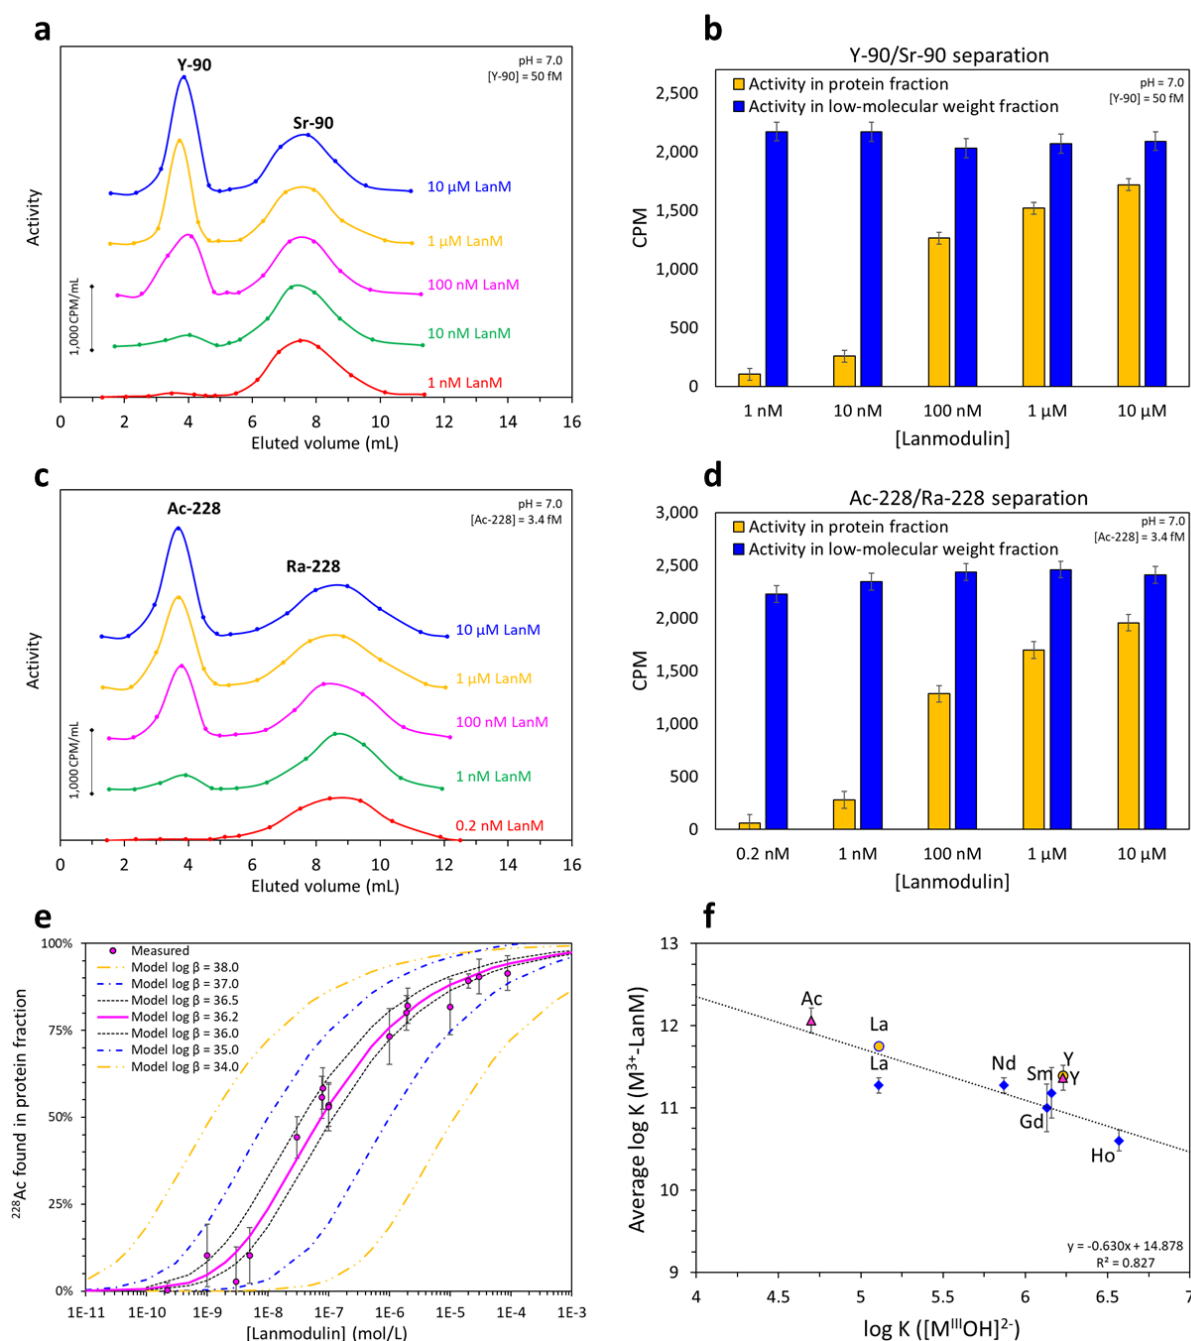 a
pH = 7.0
[Y-90] = 50 fM
Y-90
Sr-90
10 µM LanM
1 µM LanM
100 nM LanM
10 nM LanM
1 nM LanM
1,000 CPM/mL
Activity
0 2 4 6 8 10 12 14 16
Eluted volume (mL)
b
Y-90/Sr-90 separation
Activity in protein fraction
Activity in low-molecular weight fraction
pH = 7.0
[Y-90] = 50 fM
2,500
2,000
1,500
1,000
500
0
CPM
1 nM 10 nM 100 nM 1 µM 10 µM
[Lanmodulin]
c
pH = 7.0
[Ac-228] = 3.4 fM
Ac-228
Ra-228
10 µM LanM
1 µM LanM
100 nM LanM
1 nM LanM
0.2 nM LanM
1,000 CPM/mL
Activity
0 2 4 6 8 10 12 14 16
Eluted volume (mL)
d
Ac-228/Ra-228 separation
Activity in protein fraction
Activity in low-molecular weight fraction
pH = 7.0
[Ac-228] = 3.4 fM
3,000
2,500
2,000
1,500
1,000
500
0
CPM
0.2 nM 1 nM 100 nM 1 µM 10 µM
[Lanmodulin]
e
100%
75%
50%
25%
0%
Measured
Model log β = 38.0
Model log β = 37.0
Model log β = 36.5
Model log β = 36.2
Model log β = 36.0
Model log β = 35.0
Model log β = 34.0
²²⁸Ac found in protein fraction
1E-11 1E-10 1E-9 1E-8 1E-7 1E-6 1E-5 1E-4 1E-3
[Lanmodulin] (mol/L)
f
13
12
11
10
9
Average log K (M³⁺-LanM)
Ac
La
La
Nd
Sm
Y
Y
Gd
Ho
y = -0.630x + 14.878
R² = 0.827
4 4.5 5 5.5 6 6.5 7
log K ([MᴵᴵᴵOH]²⁻)